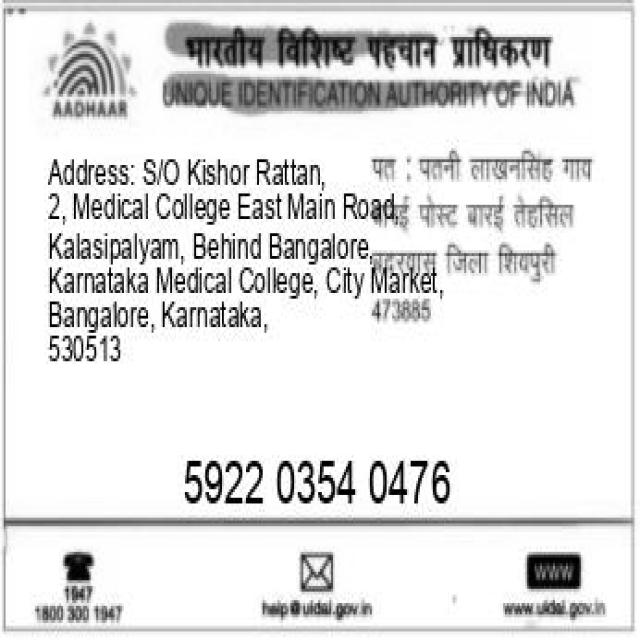 भारतीय विशिष्ट पहचान प्राधिकरण
AADHAAR
UNIQUE IDENTIFICATION AUTHORITY OF INDIA
Address: S/O Kishor Rattan,
2, Medical College East Main Road,
Kalasipalyam, Behind Bangalore,
Karnataka Medical College, City Market,
Bangalore, Karnataka,
530513
पत : पतनी लाखनसिंह गाय
बारई पोस्ट बारई तेहसिल
जिला शिवपुरी
473885
5922 0354 0476
1947
1800 300 1947
help@uidai.gov.in
WWW
www.uidai.gov.in